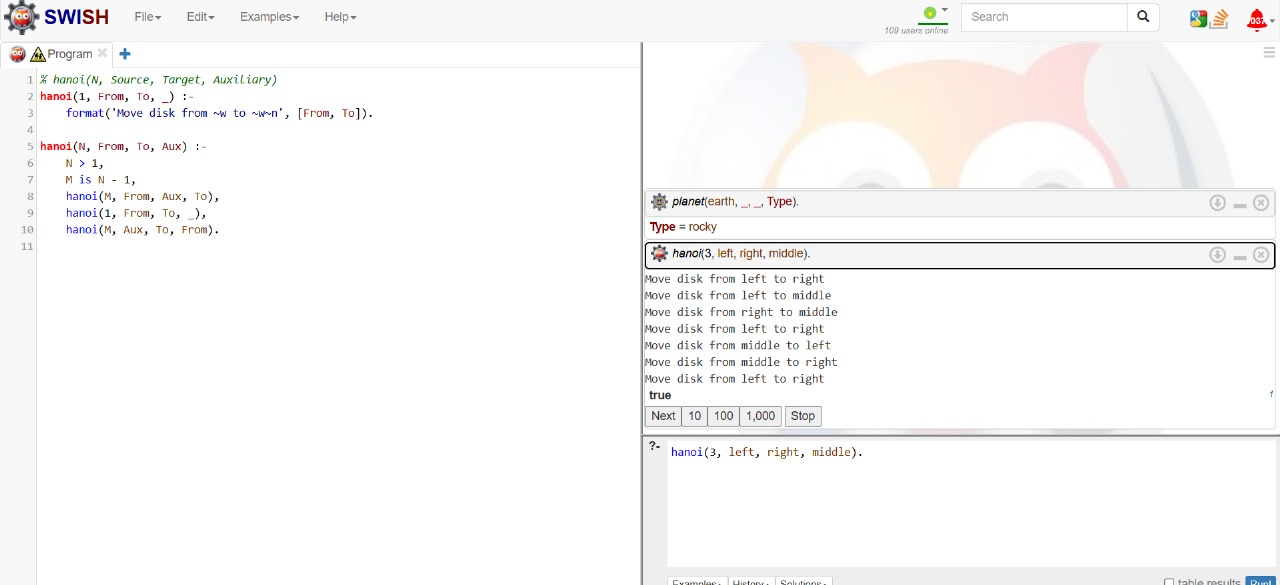 SWISH File Edit Examples Help 109 users online Search
Program
1 % hanoi(N, Source, Target, Auxiliary)
2 hanoi(1, From, To, _) :-
3 format('Move disk from ~w to ~w~n', [From, To]).
4
5 hanoi(N, From, To, Aux) :-
6 N > 1,
7 M is N - 1,
8 hanoi(M, From, Aux, To),
9 hanoi(1, From, To, _),
10 hanoi(M, Aux, To, From).
11
planet(earth, _, _, Type).
Type = rocky
hanoi(3, left, right, middle).
Move disk from left to right
Move disk from left to middle
Move disk from right to middle
Move disk from left to right
Move disk from middle to left
Move disk from middle to right
Move disk from left to right
true
Next 10 100 1,000 Stop
?- hanoi(3, left, right, middle).
Examples History Solutions table results Run!